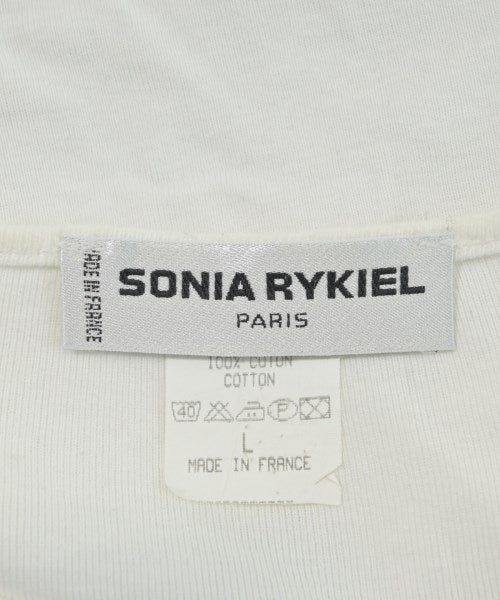 MADE IN FRANCE
SONIA RYKIEL
PARIS
100% COTON
COTTON
40 P
L
MADE IN FRANCE